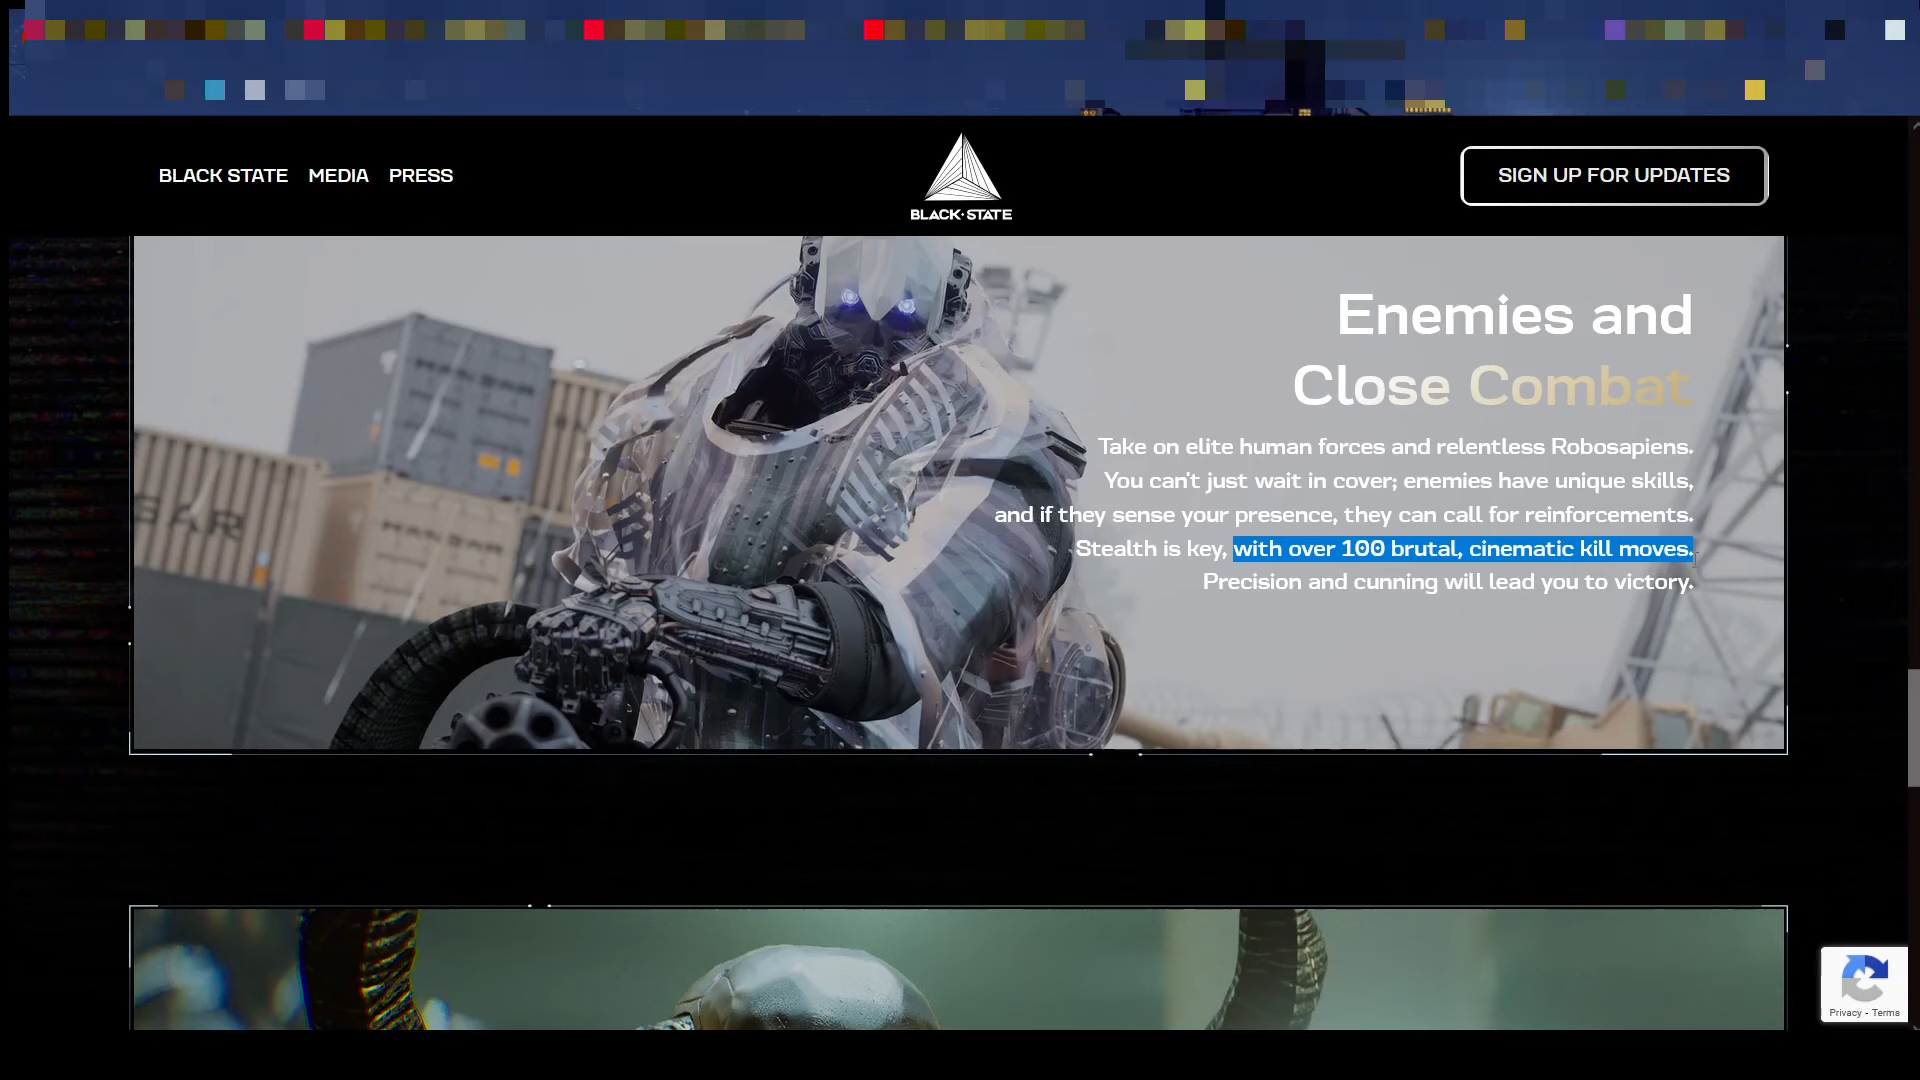 BLACK STATE MEDIA PRESS
BLACK·STATE
SIGN UP FOR UPDATES
Enemies and
Close Combat
Take on elite human forces and relentless Robosapiens.
You can't just wait in cover; enemies have unique skills,
and if they sense your presence, they can call for reinforcements.
Stealth is key, with over 100 brutal, cinematic kill moves.
Precision and cunning will lead you to victory.
HANGAR
Privacy - Terms